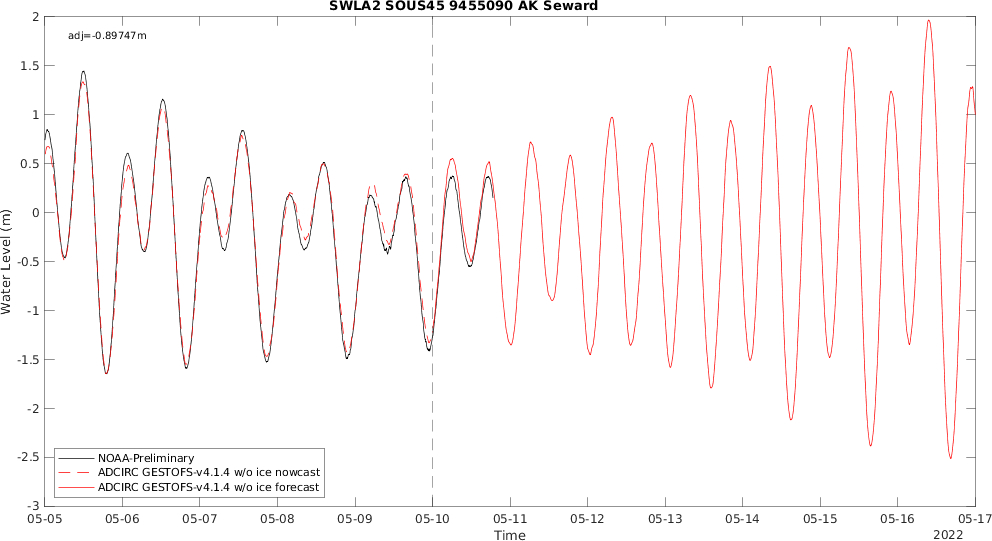 SWLA2 SOUS45 9455090 AK Seward
adj=-0.89747m
2
1.5
1
0.5
0
-0.5
-1
-1.5
-2
-2.5
-3
Water Level (m)
NOAA-Preliminary
ADCIRC GESTOFS-v4.1.4 w/o ice nowcast
ADCIRC GESTOFS-v4.1.4 w/o ice forecast
05-05 05-06 05-07 05-08 05-09 05-10 05-11 05-12 05-13 05-14 05-15 05-16 05-17
Time
2022